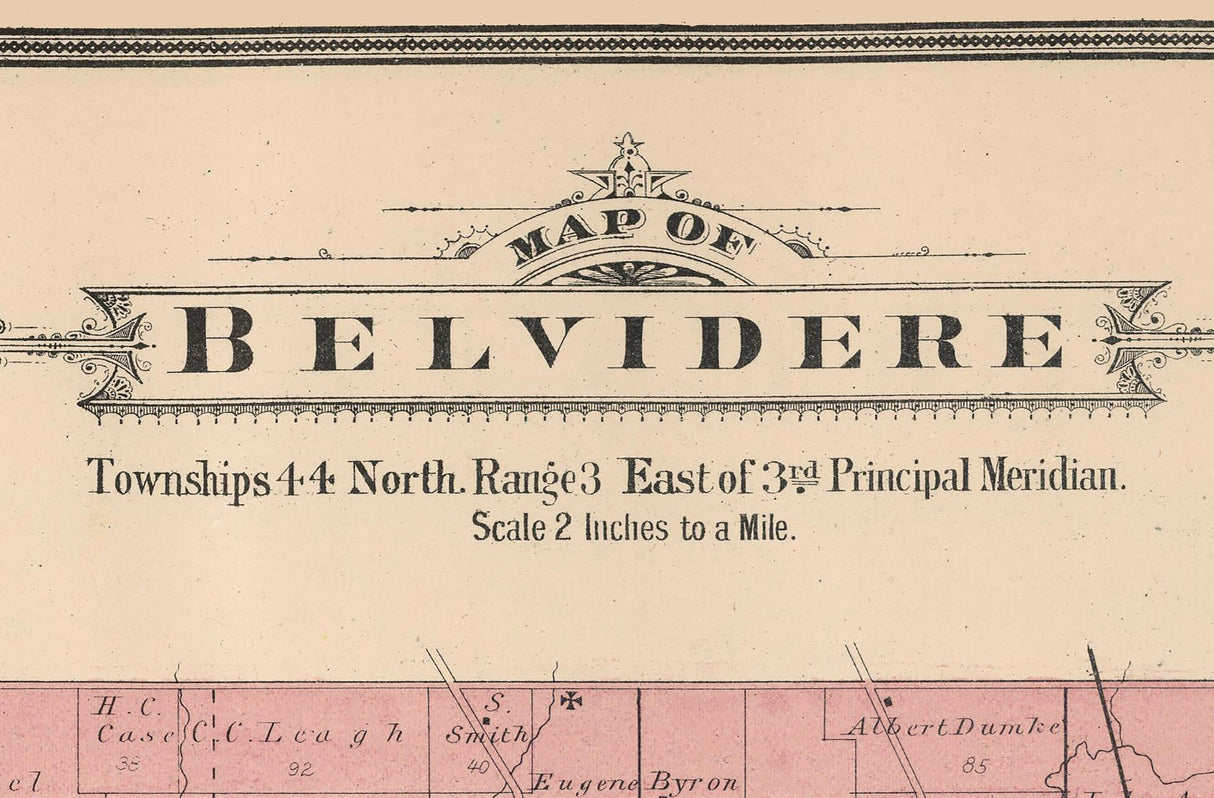 MAP OF
BELVIDERE
Townships 44 North. Range 3 East of 3rd Principal Meridian.
Scale 2 Inches to a Mile.
H. C.
Case
38
C. C. Leagh
92
S.
Smith
40
Eugene Byron
Albert Dumke
85